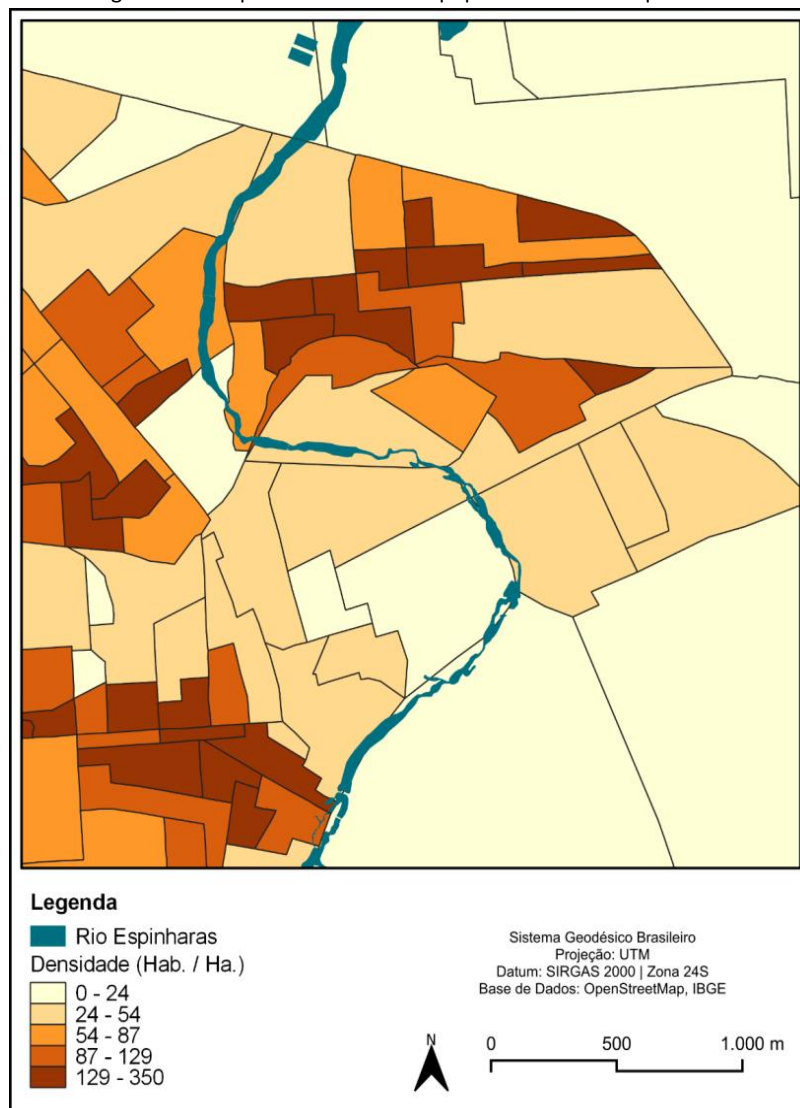 Legenda
Rio Espinharas
Densidade (Hab. / Ha.)
0 - 24
24 - 54
54 - 87
87 - 129
129 - 350
Sistema Geodésico Brasileiro
Projeção: UTM
Datum: SIRGAS 2000 | Zona 24S
Base de Dados: OpenStreetMap, IBGE
N
0 500 1.000 m